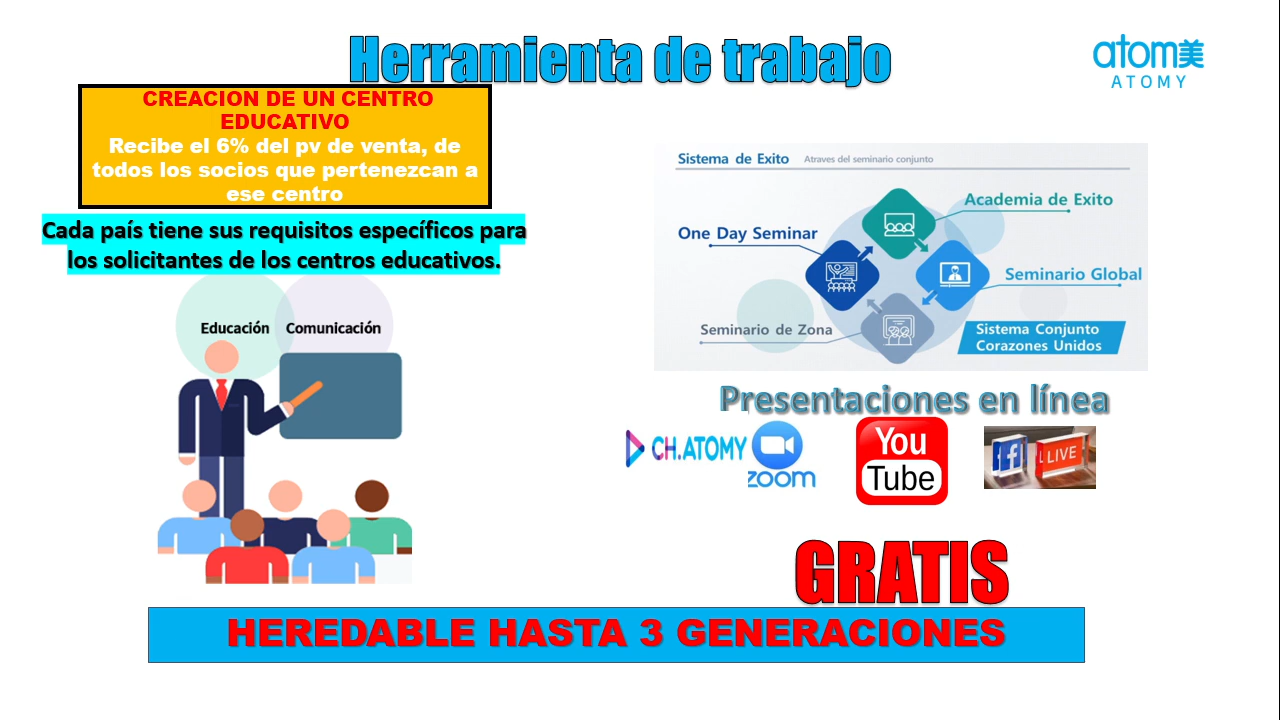 Herramienta de trabajo
atom美
ATOMY
CREACION DE UN CENTRO
EDUCATIVO
Recibe el 6% del pv de venta, de
todos los socios que pertenezcan a
ese centro
Cada país tiene sus requisitos específicos para
los solicitantes de los centros educativos.
Educación
Comunicación
Sistema de Exito
Atraves del seminario conjunto
Academia de Exito
One Day Seminar
Seminario Global
Seminario de Zona
Sistema Conjunto
Corazones Unidos
Presentaciones en línea
CH.ATOMY
zoom
You
Tube
f
LIVE
GRATIS
HEREDABLE HASTA 3 GENERACIONES